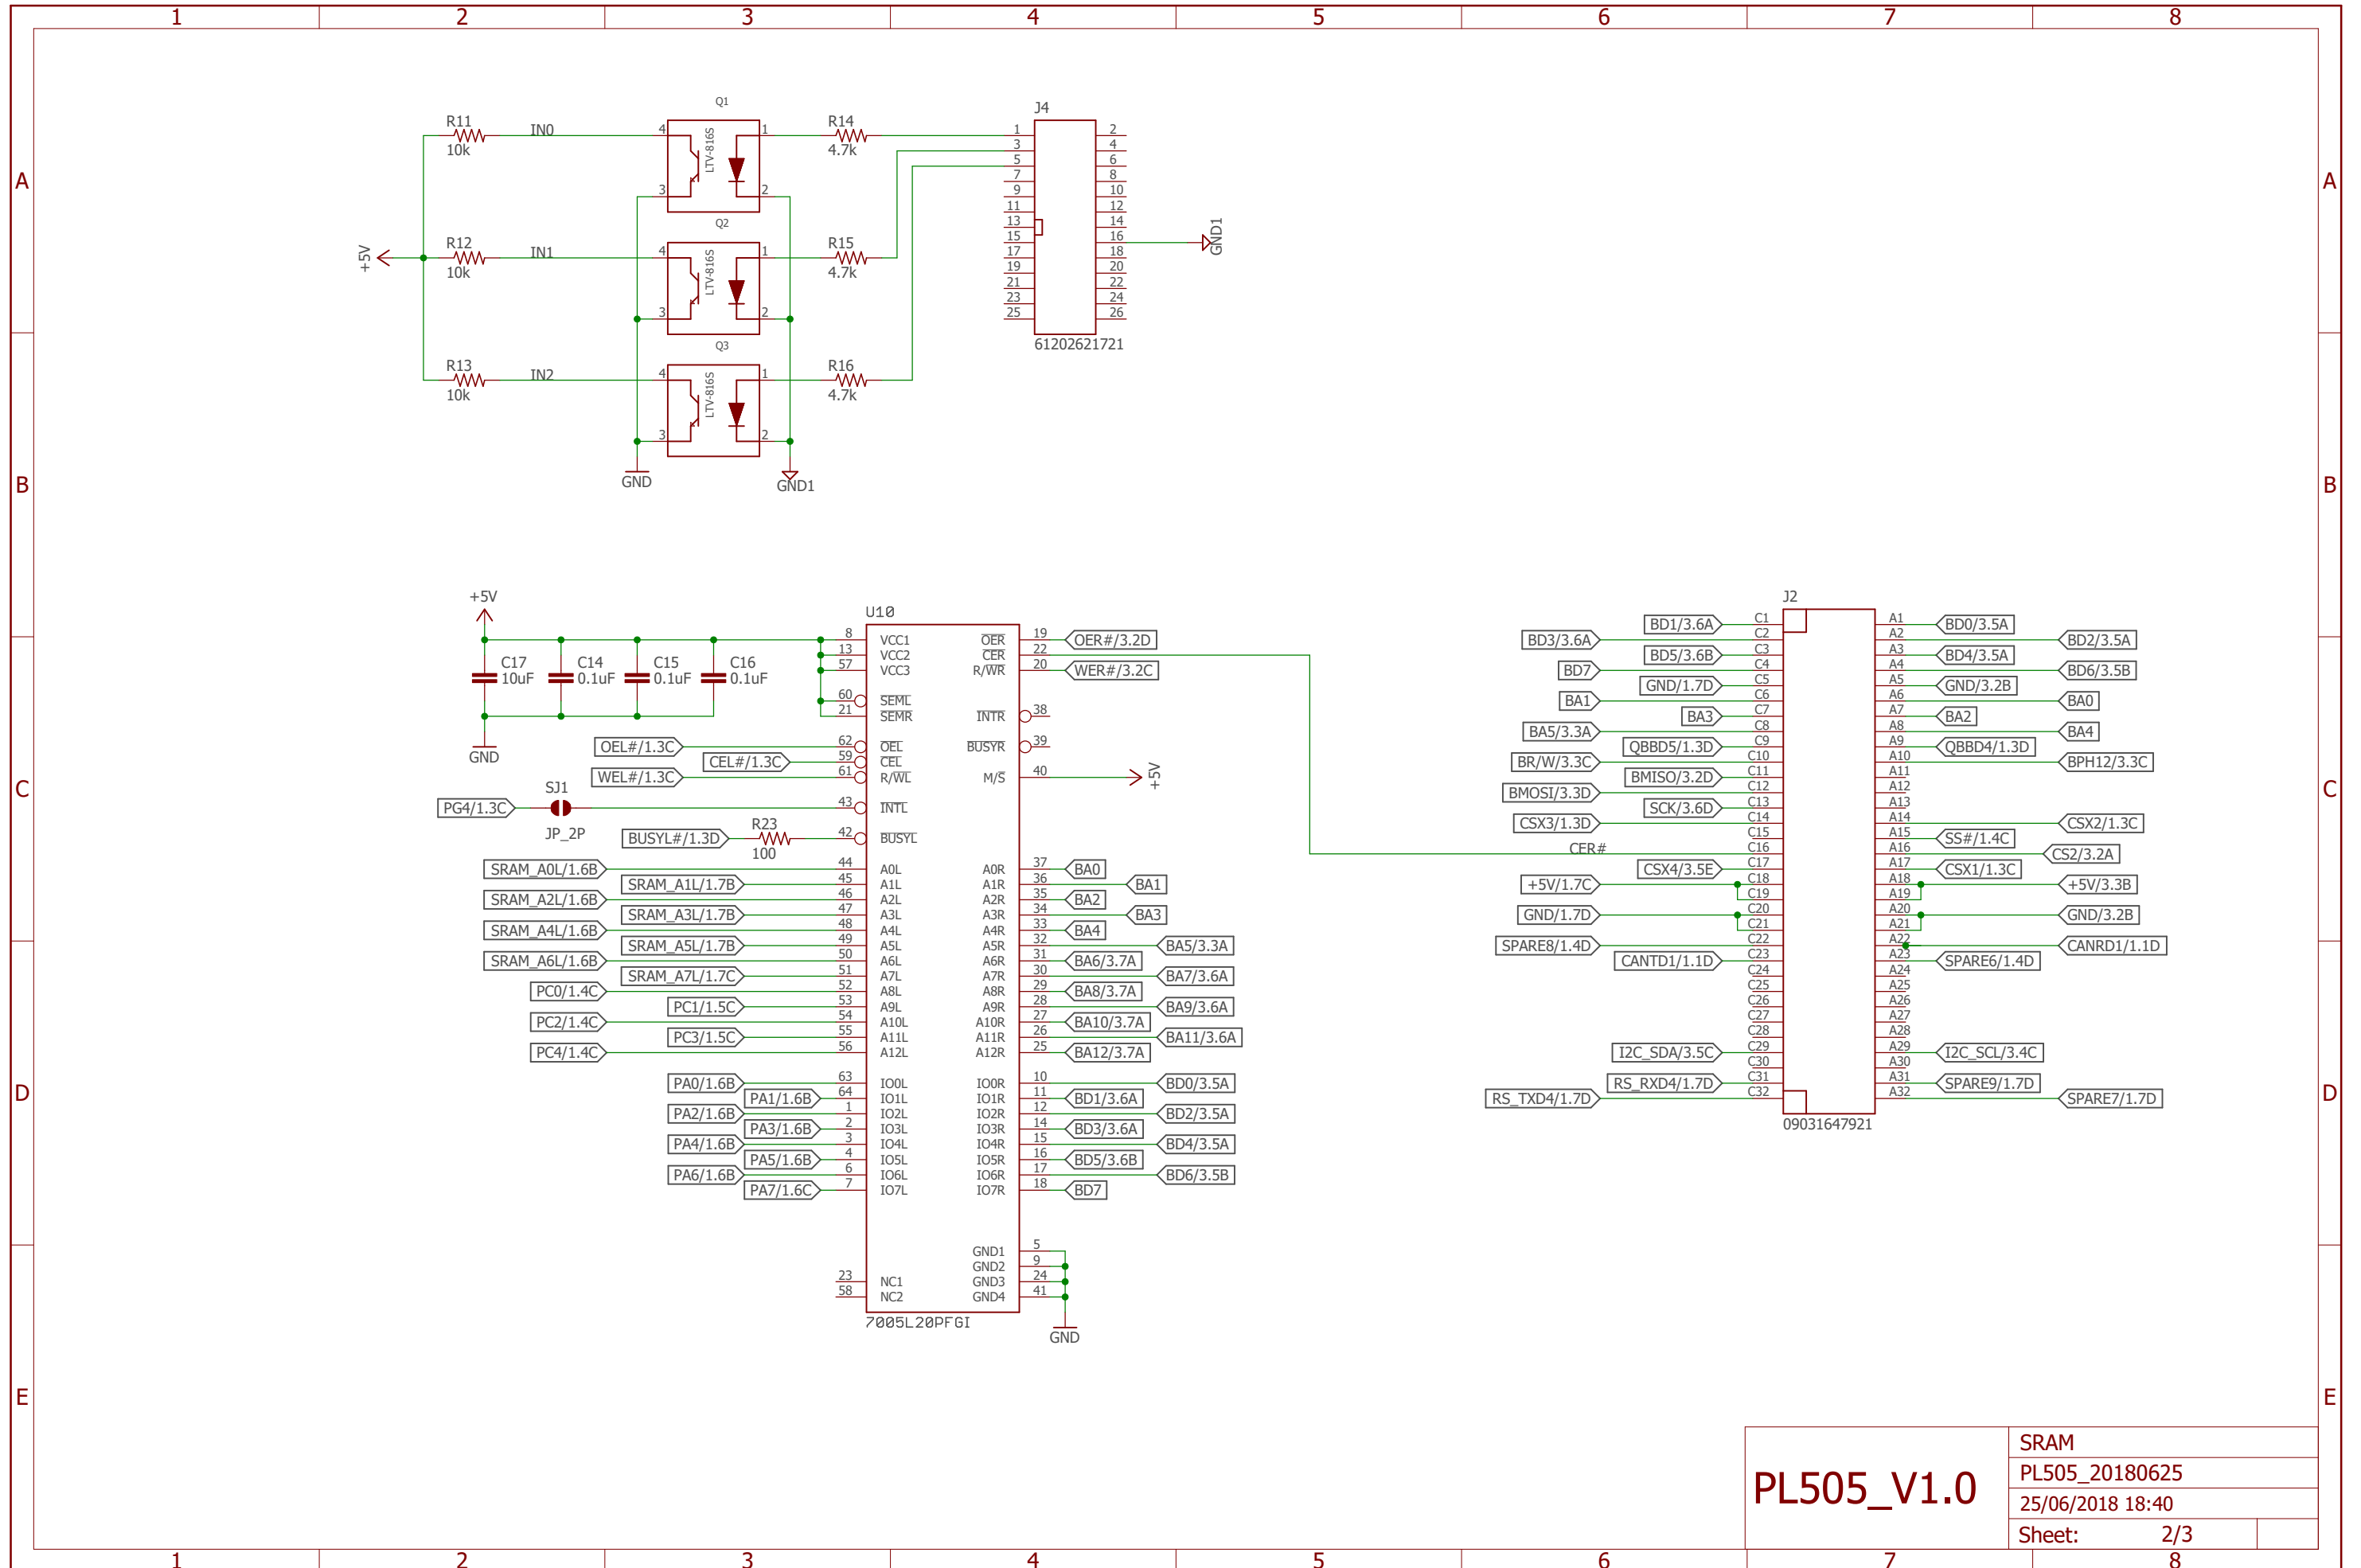 1 2 3 4 5 6 7 8
A A
B B
C C
D D
E E
Q1
R11
10k
IN0
4
3
LTV-816S
1
2
R14
4.7k
Q2
+5V
R12
10k
IN1
4
3
LTV-816S
1
2
R15
4.7k
Q3
R13
10k
IN2
4
3
LTV-816S
1
2
R16
4.7k
GND
GND1
J4
1 2
3 4
5 6
7 8
9 10
11 12
13 14
15 16
17 18
19 20
21 22
23 24
25 26
61202621721
GND1
+5V
C17
10uF
C14
0.1uF
C15
0.1uF
C16
0.1uF
GND
U10
8 VCC1 OER 19 OER#/3.2D
13 VCC2 CER 22
57 VCC3 R/WR 20 WER#/3.2C
60 SEML
21 SEMR INTR 38
OEL#/1.3C 62 OEL BUSYR 39
CEL#/1.3C 59 CEL
WEL#/1.3C 61 R/WL M/S 40 +5V
SJ1
PG4/1.3C 43 INTL
JP_2P
R23
BUSYL#/1.3D 42 BUSYL
100
SRAM_A0L/1.6B 44 A0L A0R 37 BA0
SRAM_A1L/1.7B 45 A1L A1R 36 BA1
SRAM_A2L/1.6B 46 A2L A2R 35 BA2
SRAM_A3L/1.7B 47 A3L A3R 34 BA3
SRAM_A4L/1.6B 48 A4L A4R 33 BA4
SRAM_A5L/1.7B 49 A5L A5R 32 BA5/3.3A
SRAM_A6L/1.6B 50 A6L A6R 31 BA6/3.7A
SRAM_A7L/1.7C 51 A7L A7R 30 BA7/3.6A
PC0/1.4C 52 A8L A8R 29 BA8/3.7A
PC1/1.5C 53 A9L A9R 28 BA9/3.6A
PC2/1.4C 54 A10L A10R 27 BA10/3.7A
PC3/1.5C 55 A11L A11R 26 BA11/3.6A
PC4/1.4C 56 A12L A12R 25 BA12/3.7A
PA0/1.6B 63 IO0L IO0R 10 BD0/3.5A
PA1/1.6B 64 IO1L IO1R 11 BD1/3.6A
PA2/1.6B 1 IO2L IO2R 12 BD2/3.5A
PA3/1.6B 2 IO3L IO3R 14 BD3/3.6A
PA4/1.6B 3 IO4L IO4R 15 BD4/3.5A
PA5/1.6B 4 IO5L IO5R 16 BD5/3.6B
PA6/1.6B 6 IO6L IO6R 17 BD6/3.5B
PA7/1.6C 7 IO7L IO7R 18 BD7
GND1 5
GND2 9
23 NC1 GND3 24
58 NC2 GND4 41
7005L20PFGI
GND
J2
BD1/3.6A C1 A1 BD0/3.5A
BD3/3.6A C2 A2 BD2/3.5A
BD5/3.6B C3 A3 BD4/3.5A
BD7 C4 A4 BD6/3.5B
GND/1.7D C5 A5 GND/3.2B
BA1 C6 A6 BA0
BA3 C7 A7 BA2
BA5/3.3A C8 A8 BA4
QBBD5/1.3D C9 A9 QBBD4/1.3D
BR/W/3.3C C10 A10 BPH12/3.3C
BMISO/3.2D C11 A11
BMOSI/3.3D C12 A12
SCK/3.6D C13 A13
CSX3/1.3D C14 A14 CSX2/1.3C
C15 A15 SS#/1.4C
CER# C16 A16 CS2/3.2A
CSX4/3.5E C17 A17 CSX1/1.3C
+5V/1.7C C18 A18 +5V/3.3B
C19 A19
GND/1.7D C20 A20 GND/3.2B
C21 A21
SPARE8/1.4D C22 A22 CANRD1/1.1D
CANTD1/1.1D C23 A23 SPARE6/1.4D
C24 A24
C25 A25
C26 A26
C27 A27
C28 A28
I2C_SDA/3.5C C29 A29 I2C_SCL/3.4C
C30 A30
RS_RXD4/1.7D C31 A31 SPARE9/1.7D
RS_TXD4/1.7D C32 A32 SPARE7/1.7D
09031647921
PL505_V1.0
SRAM
PL505_20180625
25/06/2018 18:40
Sheet: 2/3
1 2 3 4 5 6 7 8